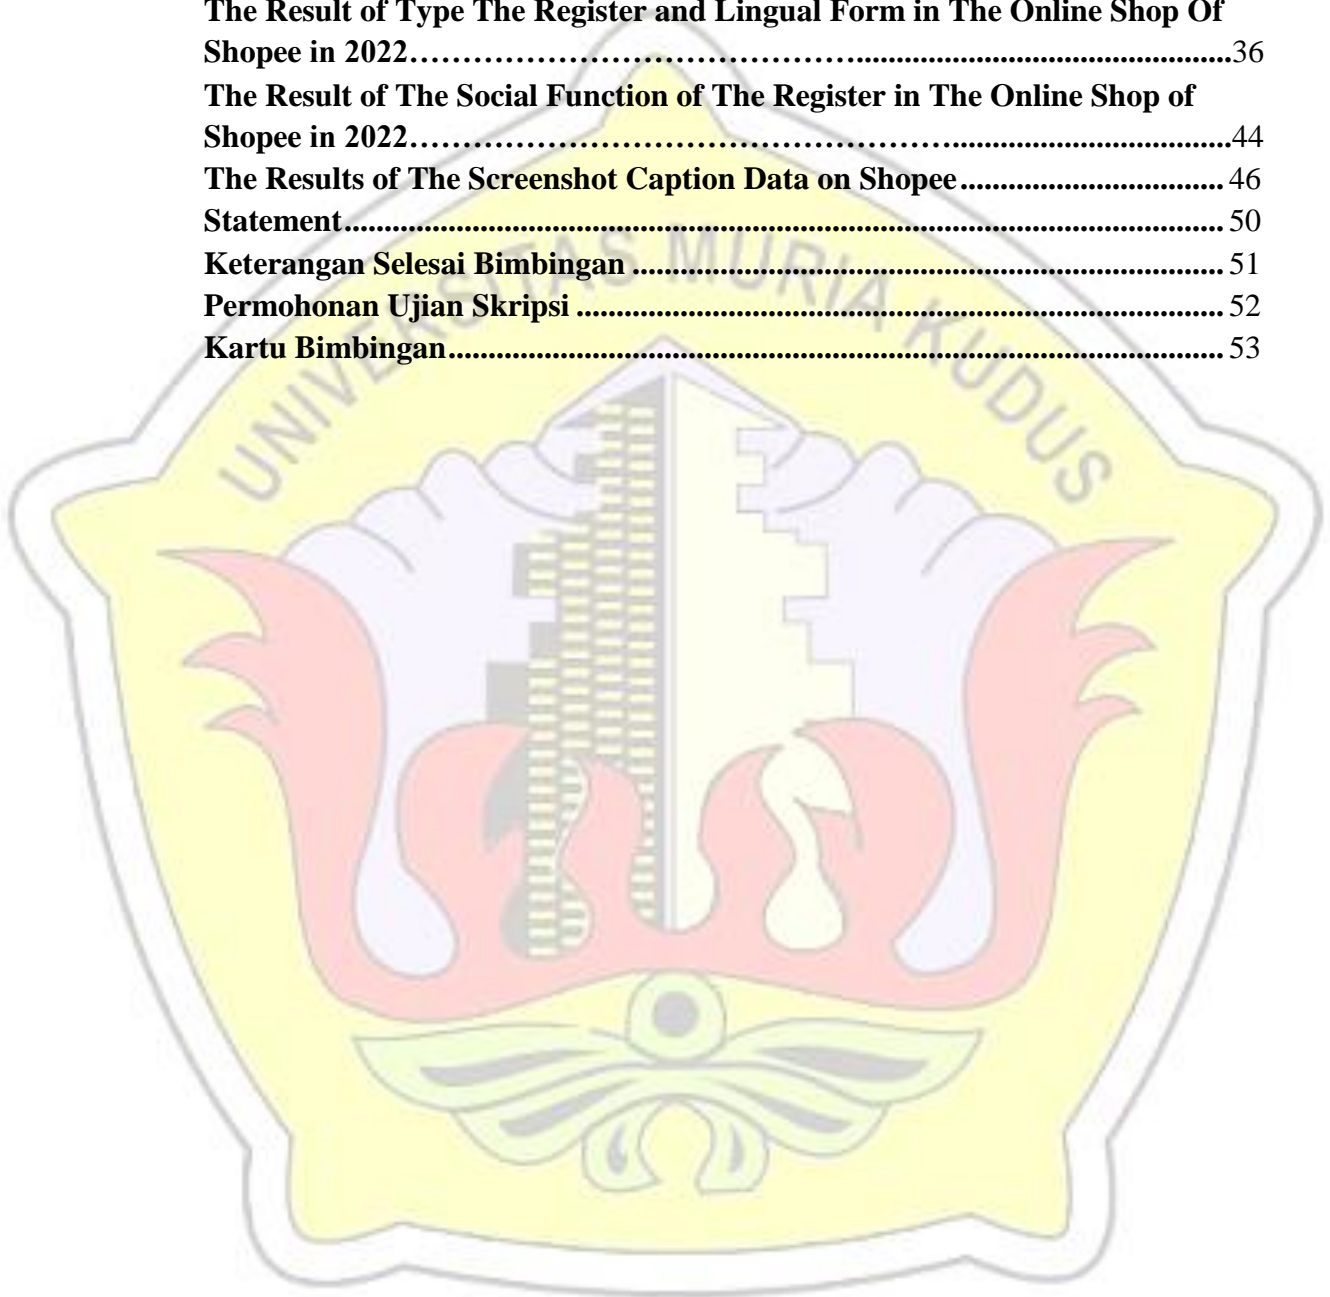 The Result of Type The Register and Lingual Form in The Online Shop Of
Shopee in 2022……………………………………..................................................36
The Result of The Social Function of The Register in The Online Shop of
Shopee in 2022……………………………………………......................................44
The Results of The Screenshot Caption Data on Shopee................................. 46
Statement.............................................................................................................. 50
Keterangan Selesai Bimbingan .......................................................................... 51
Permohonan Ujian Skripsi ................................................................................. 52
Kartu Bimbingan................................................................................................. 53
UNIVERSITAS MURIA KUDUS